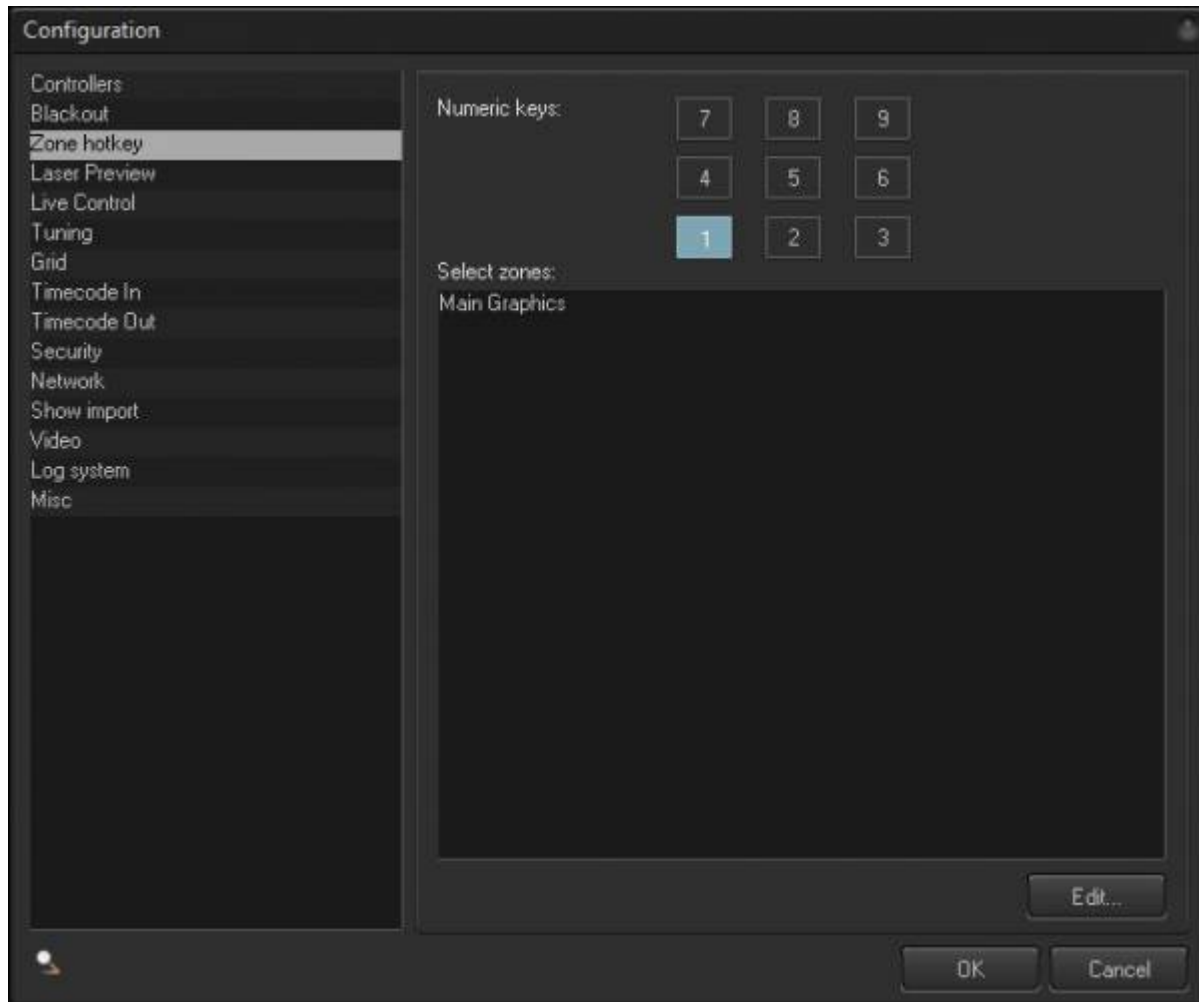 Configuration
Controllers
Blackout
Zone hotkey
Laser Preview
Live Control
Tuning
Grid
Timecode In
Timecode Out
Security
Network
Show import
Video
Log system
Misc
Numeric keys:
7 8 9
4 5 6
1 2 3
Select zones:
Main Graphics
Edit...
OK Cancel